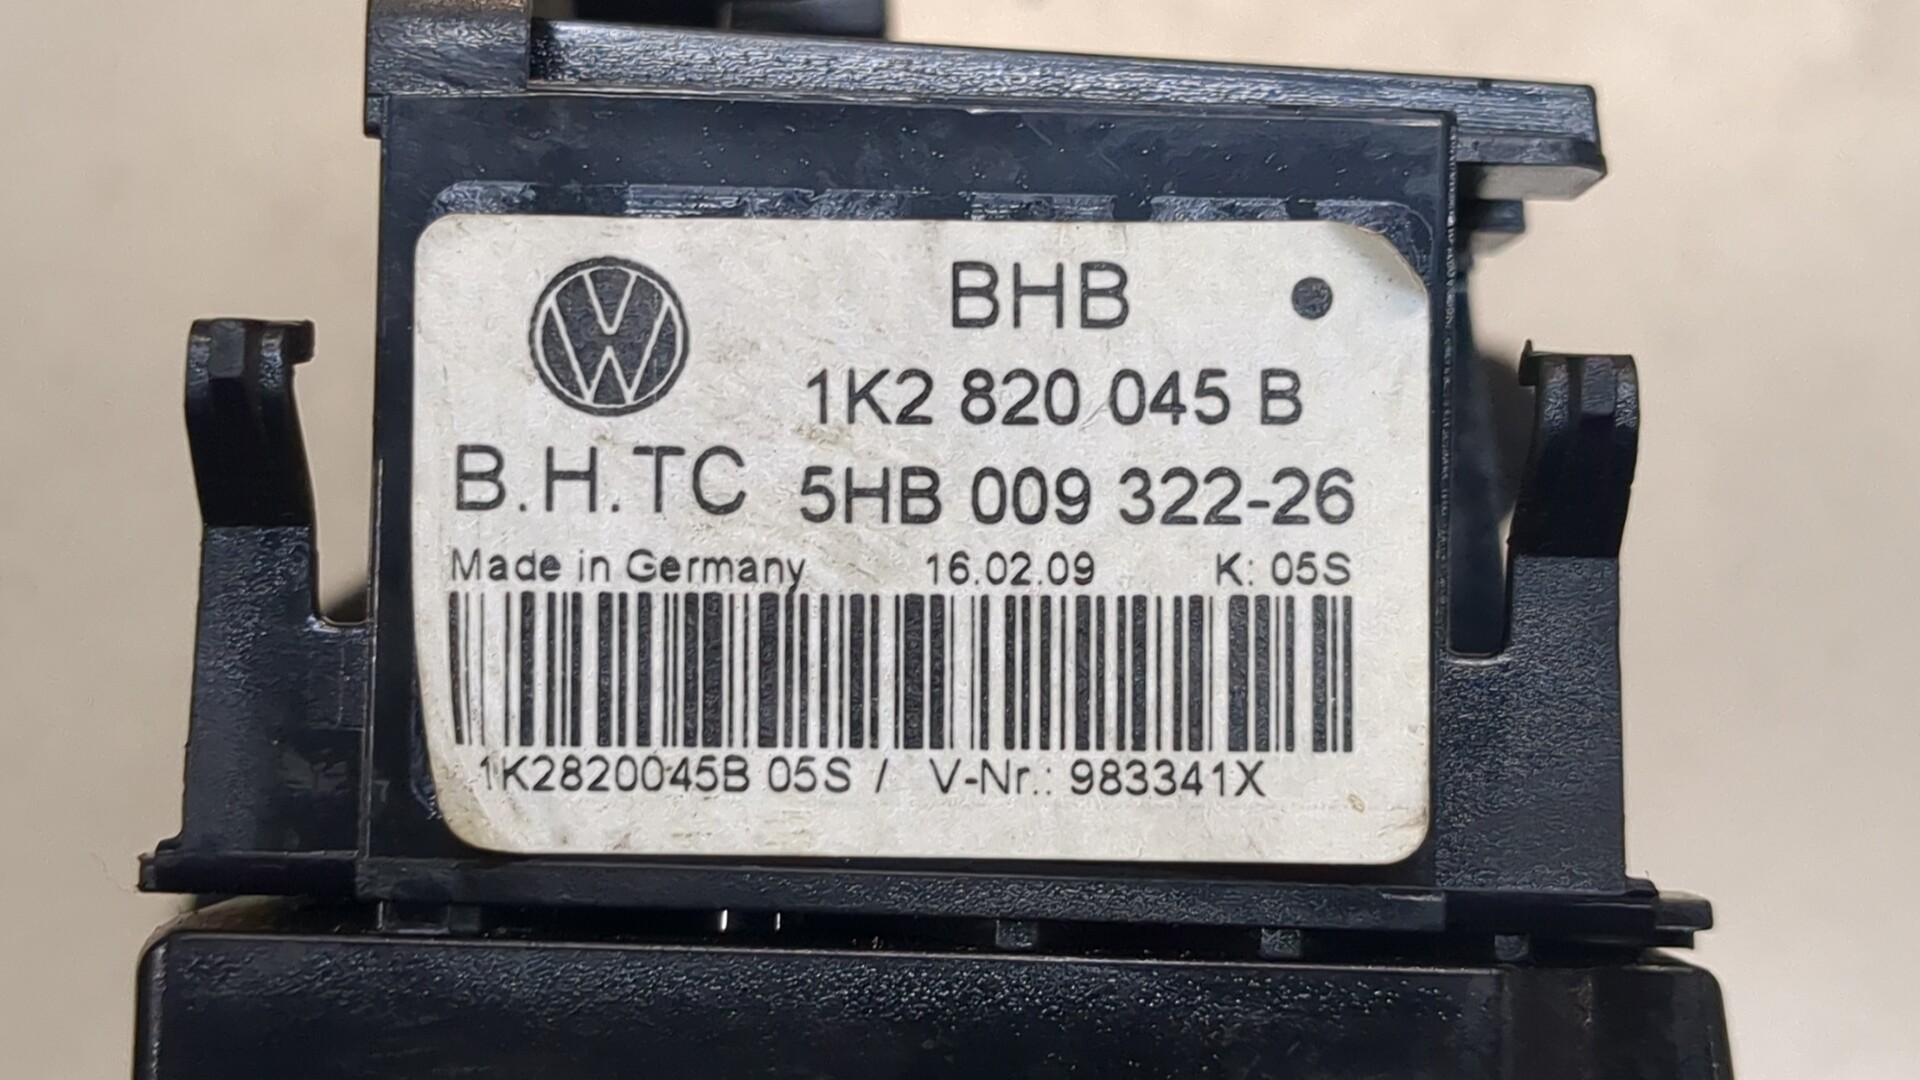 BHB
1K2 820 045 B
B.H.TC 5HB 009 322-26
Made in Germany 16.02.09 K: 05S
1K2820045B 05S / V-Nr.: 983341X